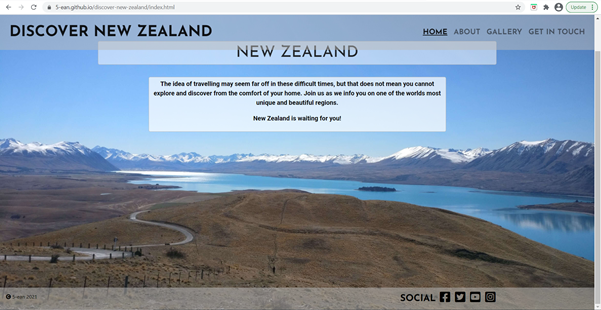 5-ean.github.io/discover-new-zealand/index.html
Update
DISCOVER NEW ZEALAND
HOME ABOUT GALLERY GET IN TOUCH
NEW ZEALAND
The idea of travelling may seem far off in these difficult times, but that does not mean you cannot
explore and discover from the comfort of your home. Join us as we info you on one of the worlds most
unique and beautiful regions.
New Zealand is waiting for you!
5-ean 2021
SOCIAL